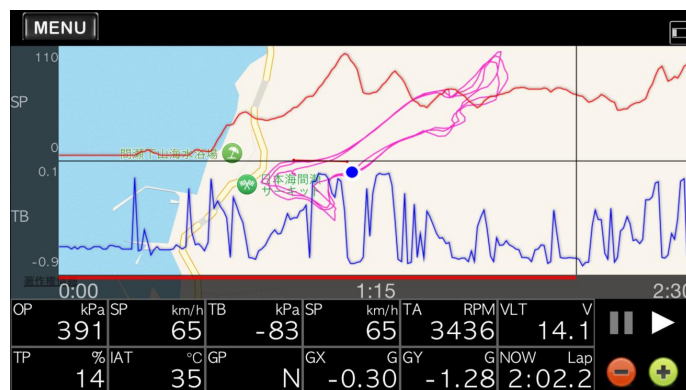 MENU
110
SP
0
間瀬下山海水浴場
0.1
日本海間瀬
サーキット
TB
-0.9
0:00 1:15 2:30
OP kPa SP km/h TB kPa SP km/h TA RPM VLT V
391 65 -83 65 3436 14.1
TP % IAT °C GP GX G GY G NOW Lap
14 35 N -0.30 -1.28 2:02.2